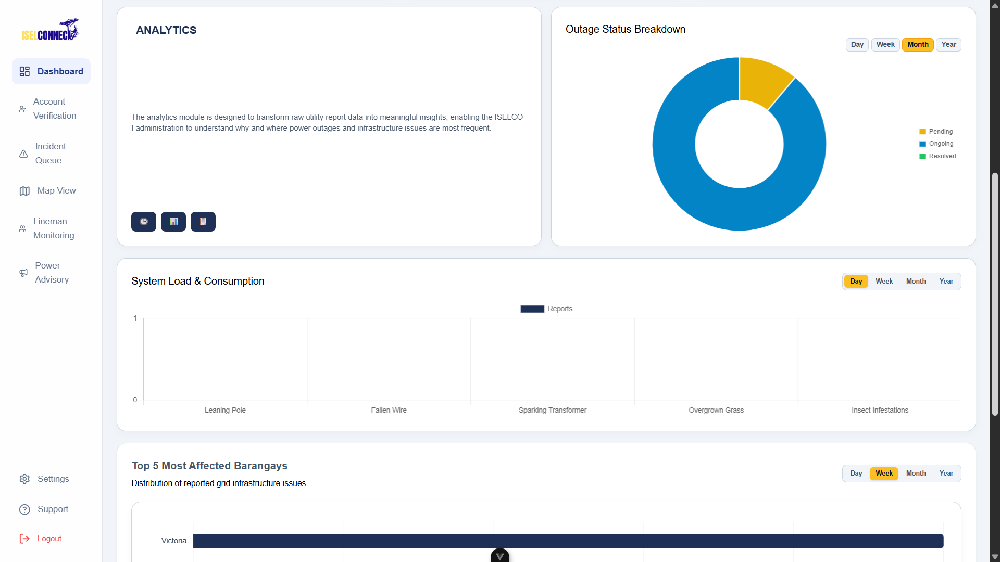 ISELCONNECT
Dashboard
Account
Verification
Incident
Queue
Map View
Lineman
Monitoring
Power
Advisory
Settings
Support
Logout
ANALYTICS
The analytics module is designed to transform raw utility report data into meaningful insights, enabling the ISELCO-
I administration to understand why and where power outages and infrastructure issues are most frequent.
Outage Status Breakdown
Day Week Month Year
Pending
Ongoing
Resolved
System Load & Consumption
Day Week Month Year
Reports
1
0
Leaning Pole Fallen Wire Sparking Transformer Overgrown Grass Insect Infestations
Top 5 Most Affected Barangays
Distribution of reported grid infrastructure issues
Day Week Month Year
Victoria